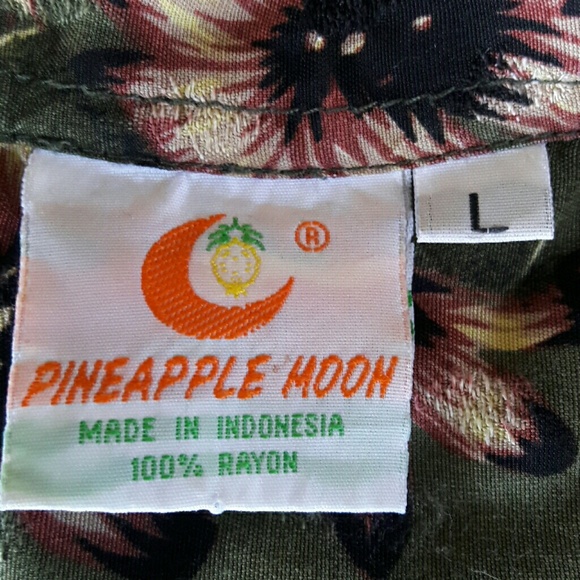 ®
L
PINEAPPLE MOON
MADE IN INDONESIA
100% RAYON